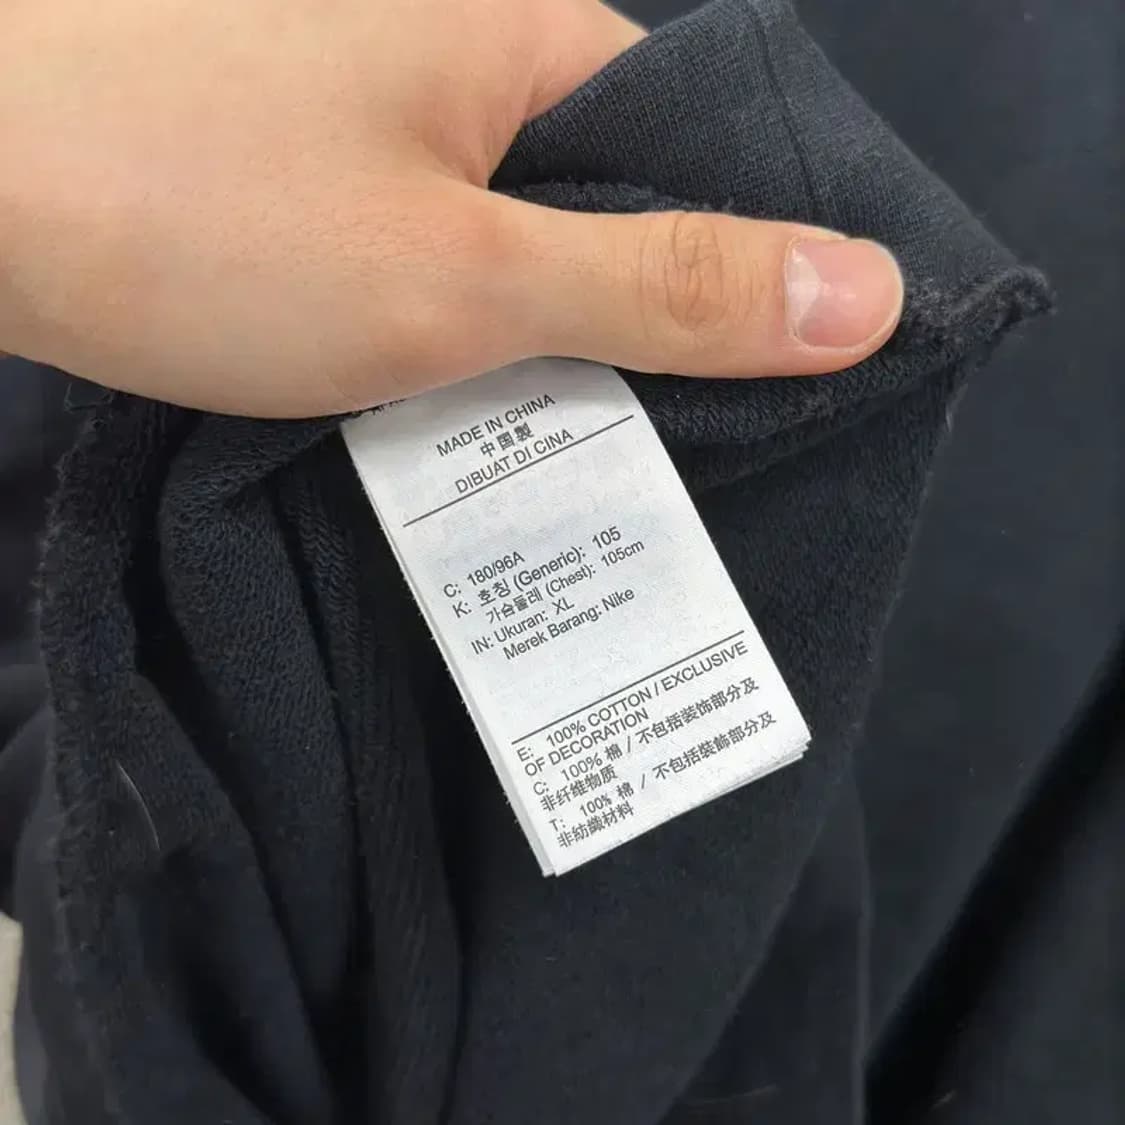 MADE IN CHINA
中国製
DIBUAT DI CINA
C: 180/96A
K: 호칭 (Generic): 105
가슴둘레 (Chest): 105cm
IN: Ukuran: XL
Merek Barang: Nike
E: 100% COTTON / EXCLUSIVE
OF DECORATION
C: 100% 棉 / 不包括装饰部分及
非纤维物质
T: 100% 棉 / 不包括裝飾部分及
非紡織材料